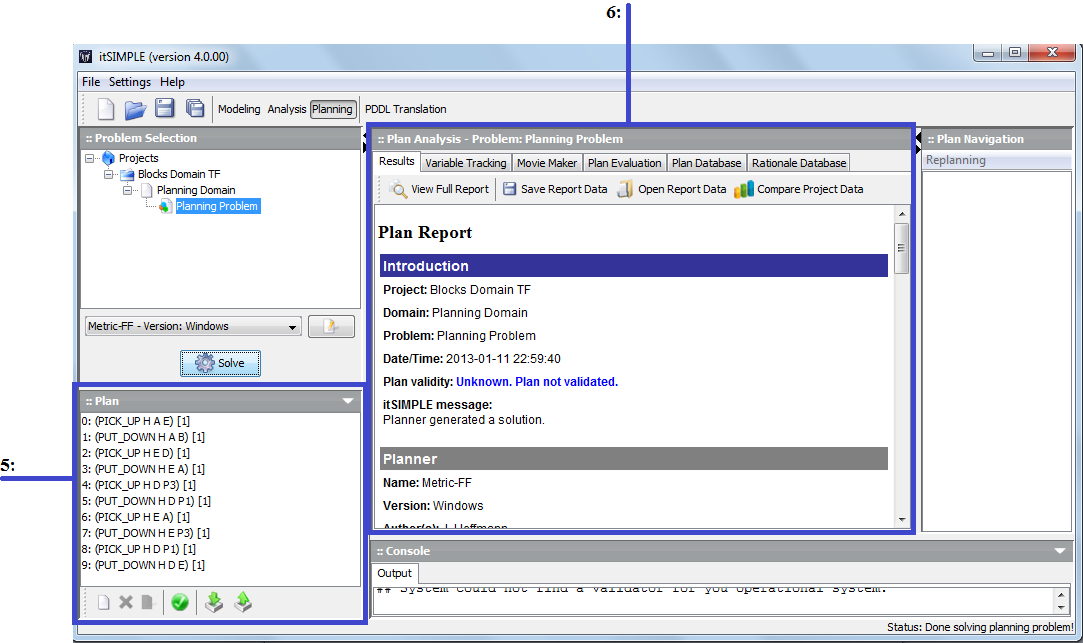 6:
itSIMPLE (version 4.0.00)
File Settings Help
Modeling Analysis Planning PDDL Translation
:: Problem Selection
Projects
Blocks Domain TF
Planning Domain
Planning Problem
Metric-FF - Version: Windows
Solve
:: Plan
0: (PICK_UP H A E) [1]
1: (PUT_DOWN H A B) [1]
2: (PICK_UP H E D) [1]
3: (PUT_DOWN H E A) [1]
4: (PICK_UP H D P3) [1]
5: (PUT_DOWN H D P1) [1]
6: (PICK_UP H E A) [1]
7: (PUT_DOWN H E P3) [1]
8: (PICK_UP H D P1) [1]
9: (PUT_DOWN H D E) [1]
5:
:: Plan Analysis - Problem: Planning Problem
Results Variable Tracking Movie Maker Plan Evaluation Plan Database Rationale Database
View Full Report Save Report Data Open Report Data Compare Project Data
Plan Report
Introduction
Project: Blocks Domain TF
Domain: Planning Domain
Problem: Planning Problem
Date/Time: 2013-01-11 22:59:40
Plan validity: Unknown. Plan not validated.
itSIMPLE message:
Planner generated a solution.
Planner
Name: Metric-FF
Version: Windows
Author(s): J. Hoffmann
:: Plan Navigation
Replanning
:: Console
Output
## System could not find a validator for you operational system.
Status: Done solving planning problem!